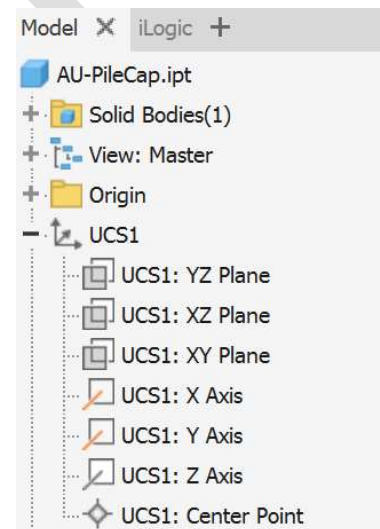 Model iLogic
AU-PileCap.ipt
Solid Bodies(1)
View: Master
Origin
UCS1
UCS1: YZ Plane
UCS1: XZ Plane
UCS1: XY Plane
UCS1: X Axis
UCS1: Y Axis
UCS1: Z Axis
UCS1: Center Point